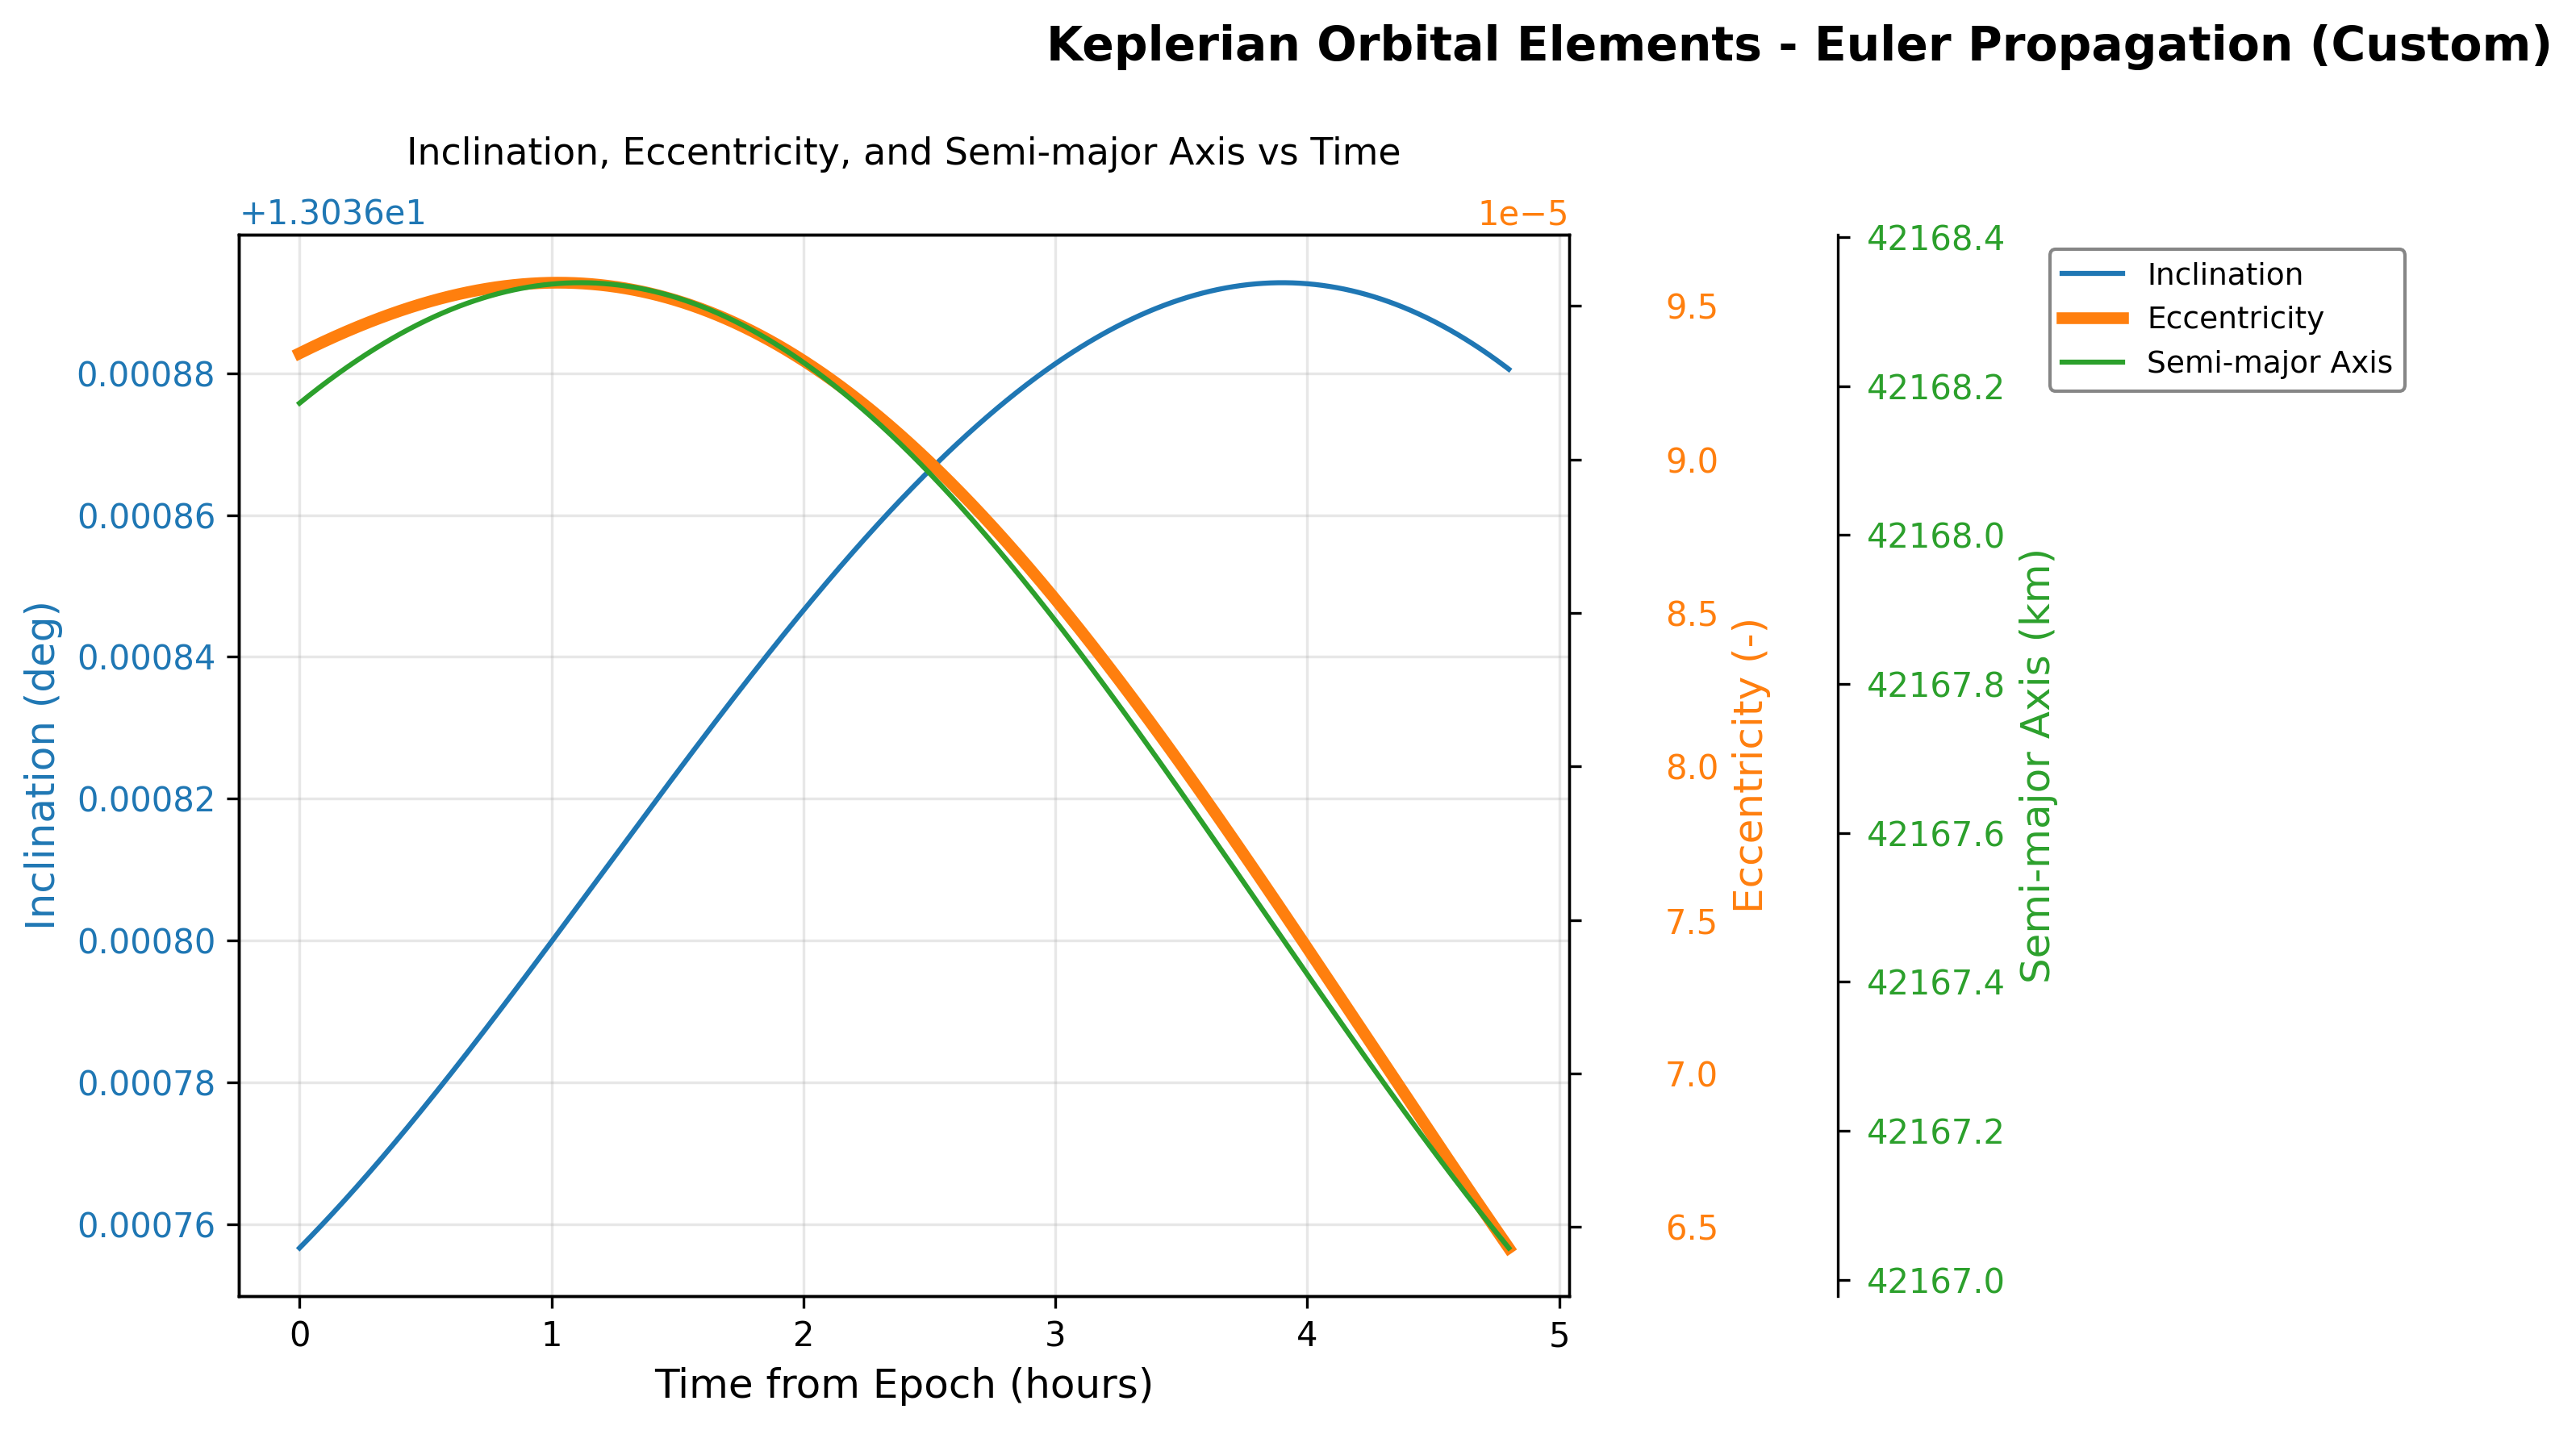 Keplerian Orbital Elements - Euler Propagation (Custom)
Inclination, Eccentricity, and Semi-major Axis vs Time
+1.3036e1
1e−5
0.00088
0.00086
0.00084
0.00082
0.00080
0.00078
0.00076
Inclination (deg)
0
1
2
3
4
5
Time from Epoch (hours)
9.5
9.0
8.5
8.0
7.5
7.0
6.5
Eccentricity (-)
42168.4
42168.2
42168.0
42167.8
42167.6
42167.4
42167.2
42167.0
Semi-major Axis (km)
Inclination
Eccentricity
Semi-major Axis